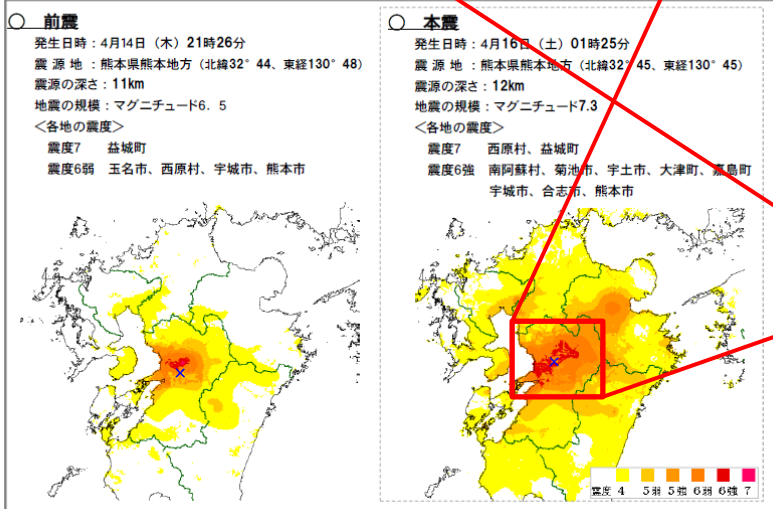 ○ 前震
発生日時：4月14日（木）21時26分
震 源 地 ：熊本県熊本地方（北緯32°44、東経130°48）
震源の深さ：11km
地震の規模：マグニチュード6．5
＜各地の震度＞
震度7 益城町
震度6弱 玉名市、西原村、宇城市、熊本市
○ 本震
発生日時：4月16日（土）01時25分
震 源 地 ：熊本県熊本地方（北緯32°45、東経130°45）
震源の深さ：12km
地震の規模：マグニチュード7.3
＜各地の震度＞
震度7 西原村、益城町
震度6強 南阿蘇村、菊池市、宇土市、大津町、嘉島町
宇城市、合志市、熊本市
震度 4 5弱 5強 6弱 6強 7